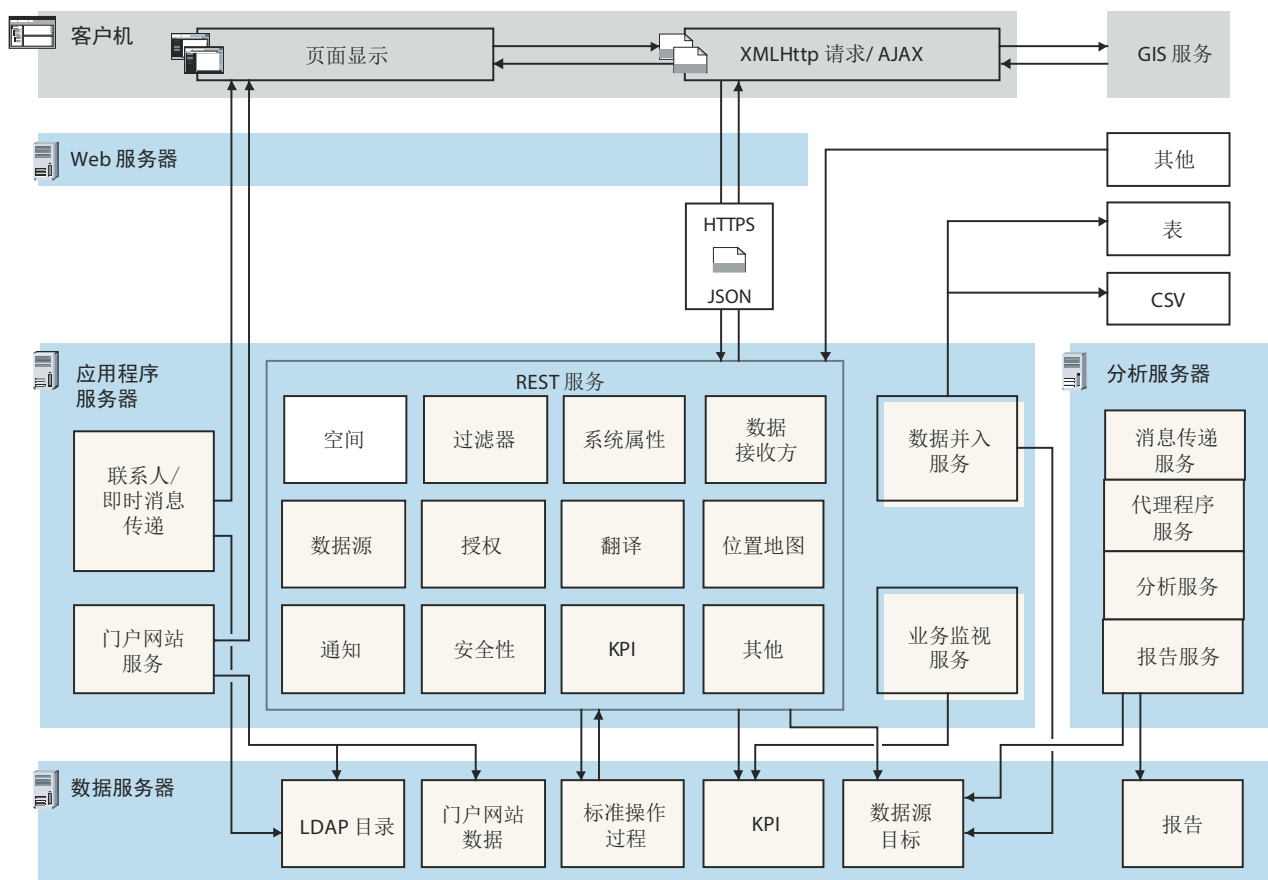 客户机
页面显示
XMLHttp 请求/ AJAX
GIS 服务
Web 服务器
其他
HTTPS
JSON
表
CSV
应用程序
服务器
REST 服务
分析服务器
空间
过滤器
系统属性
数据
接收方
数据并入
服务
消息传递
服务
联系人/
即时消息
传递
代理程序
服务
数据源
授权
翻译
位置地图
分析服务
门户网站
服务
通知
安全性
KPI
其他
业务监视
服务
报告服务
数据服务器
LDAP 目录
门户网站
数据
标准操作
过程
KPI
数据源
目标
报告